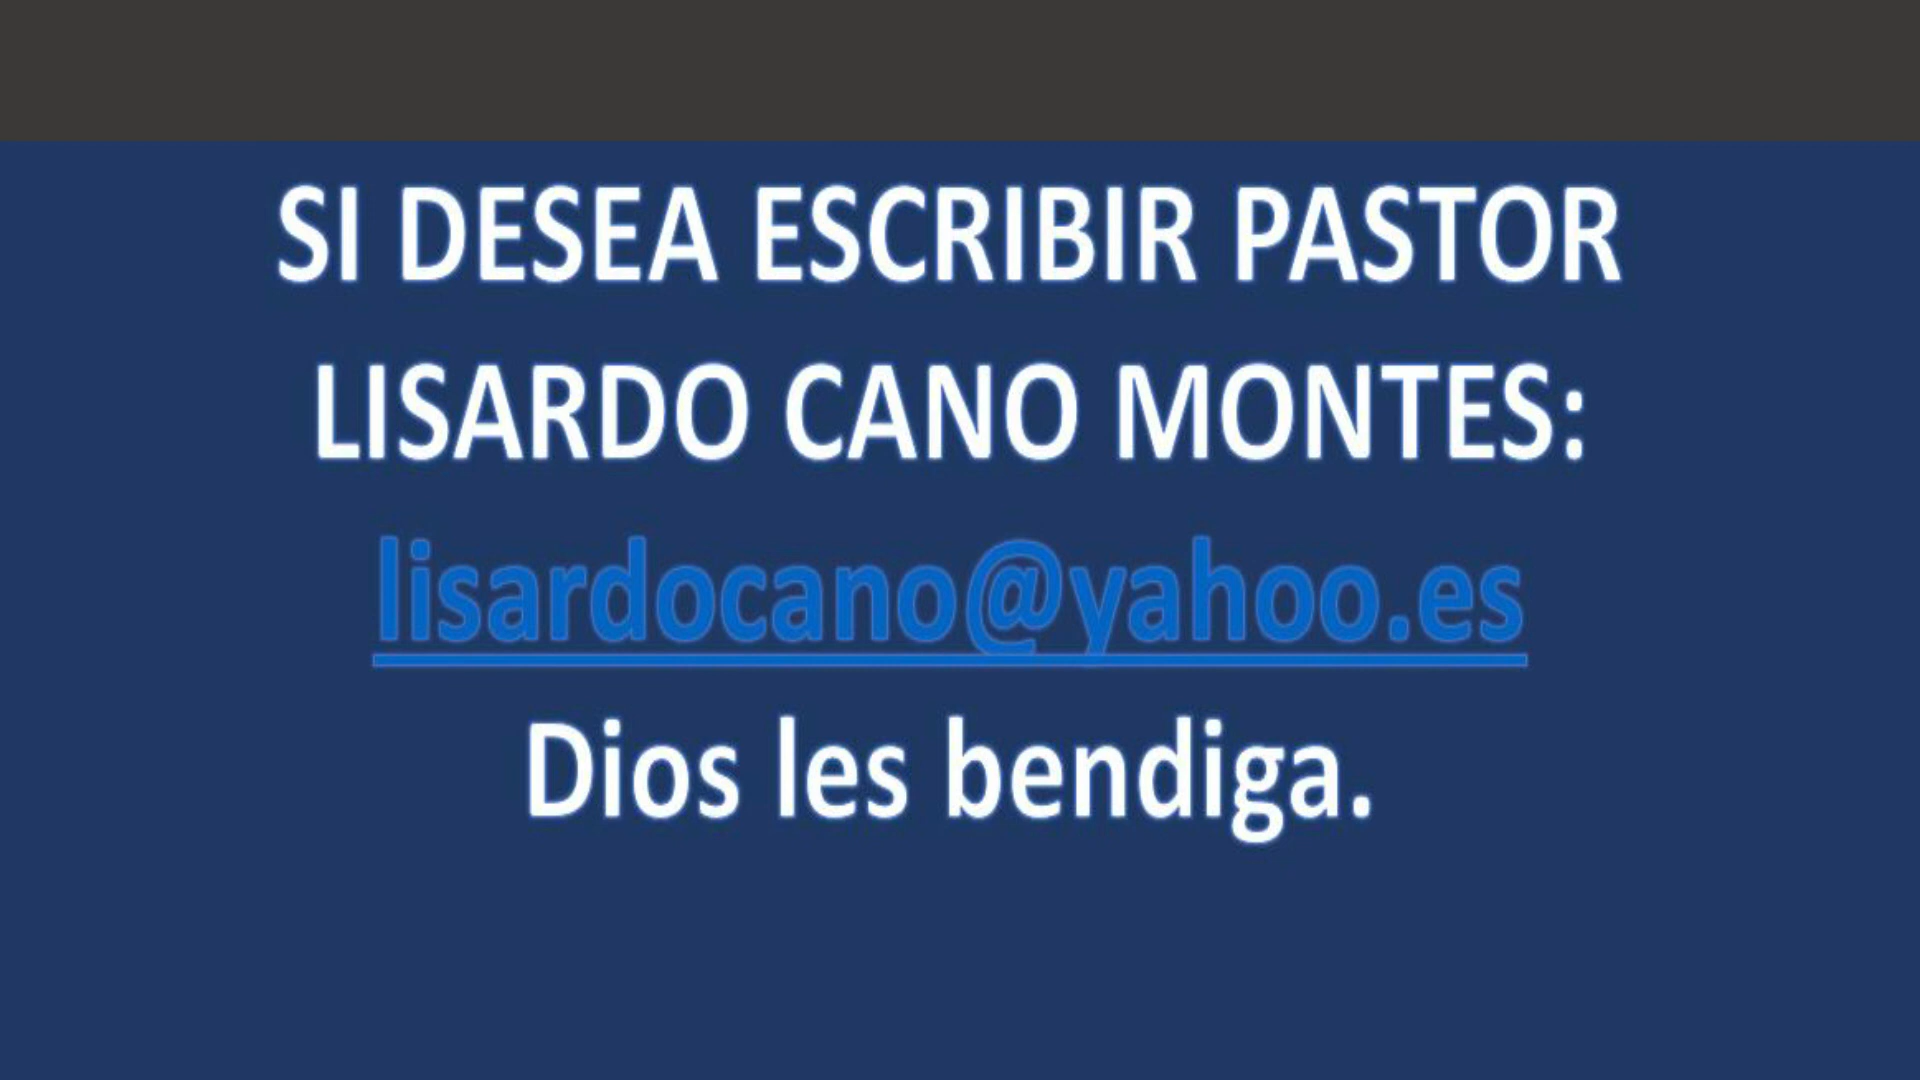 SI DESEA ESCRIBIR PASTOR
LISARDO CANO MONTES:
lisardocano@yahoo.es
Dios les bendiga.